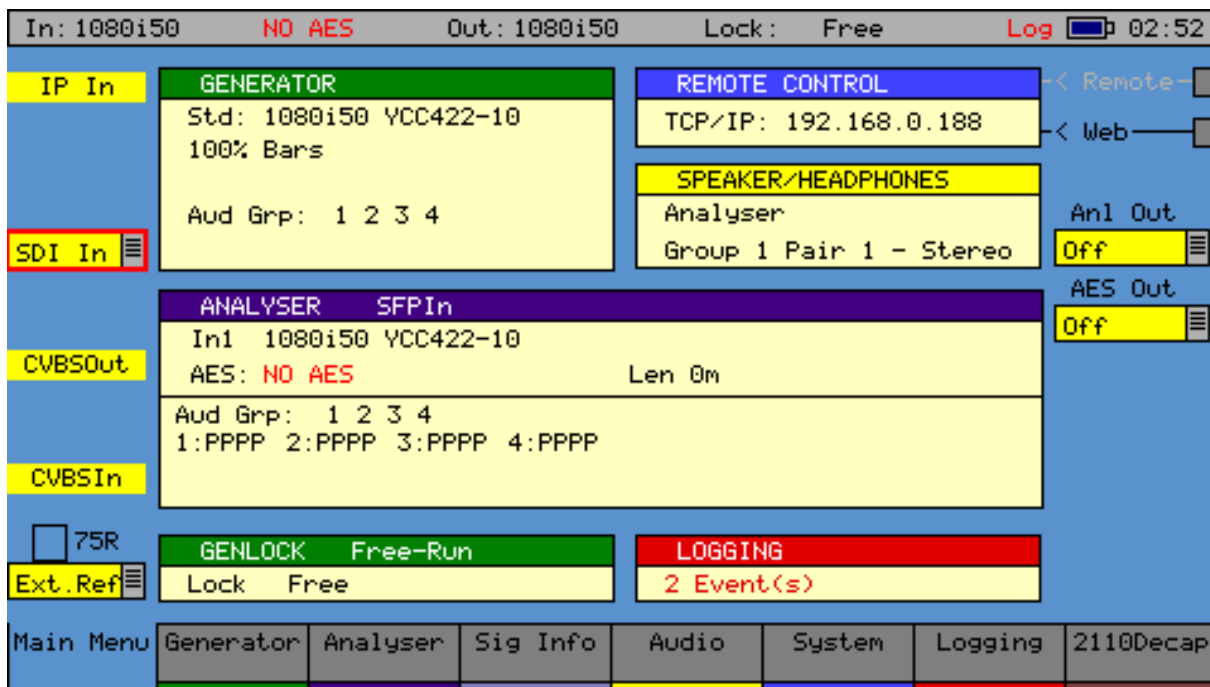 In: 1080i50 NO AES Out: 1080i50 Lock: Free Log 02:52
IP In
GENERATOR
Std: 1080i50 YCC422-10
100% Bars
Aud Grp: 1 2 3 4
REMOTE CONTROL
TCP/IP: 192.168.0.188
< Remote
< Web
SPEAKER/HEADPHONES
Analyser
Group 1 Pair 1 - Stereo
SDI In
Anl Out
Off
AES Out
Off
ANALYSER SFPIn
In1 1080i50 YCC422-10
AES: NO AES Len 0m
Aud Grp: 1 2 3 4
1:PPPP 2:PPPP 3:PPPP 4:PPPP
CVBSOut
CVBSIn
75R
Ext.Ref
GENLOCK Free-Run
Lock Free
LOGGING
2 Event(s)
Main Menu Generator Analyser Sig Info Audio System Logging 2110Decap